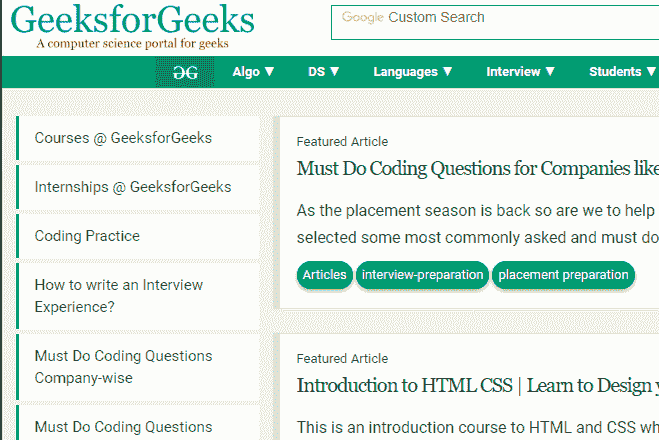 GeeksforGeeks
A computer science portal for geeks
Google Custom Search
Algo ▼ DS ▼ Languages ▼ Interview ▼ Students ▼
Courses @ GeeksforGeeks
Internships @ GeeksforGeeks
Coding Practice
How to write an Interview
Experience?
Must Do Coding Questions
Company-wise
Must Do Coding Questions
Featured Article
Must Do Coding Questions for Companies like
As the placement season is back so are we to help
selected some most commonly asked and must do
Articles interview-preparation placement preparation
Featured Article
Introduction to HTML CSS | Learn to Design
This is an introduction course to HTML and CSS